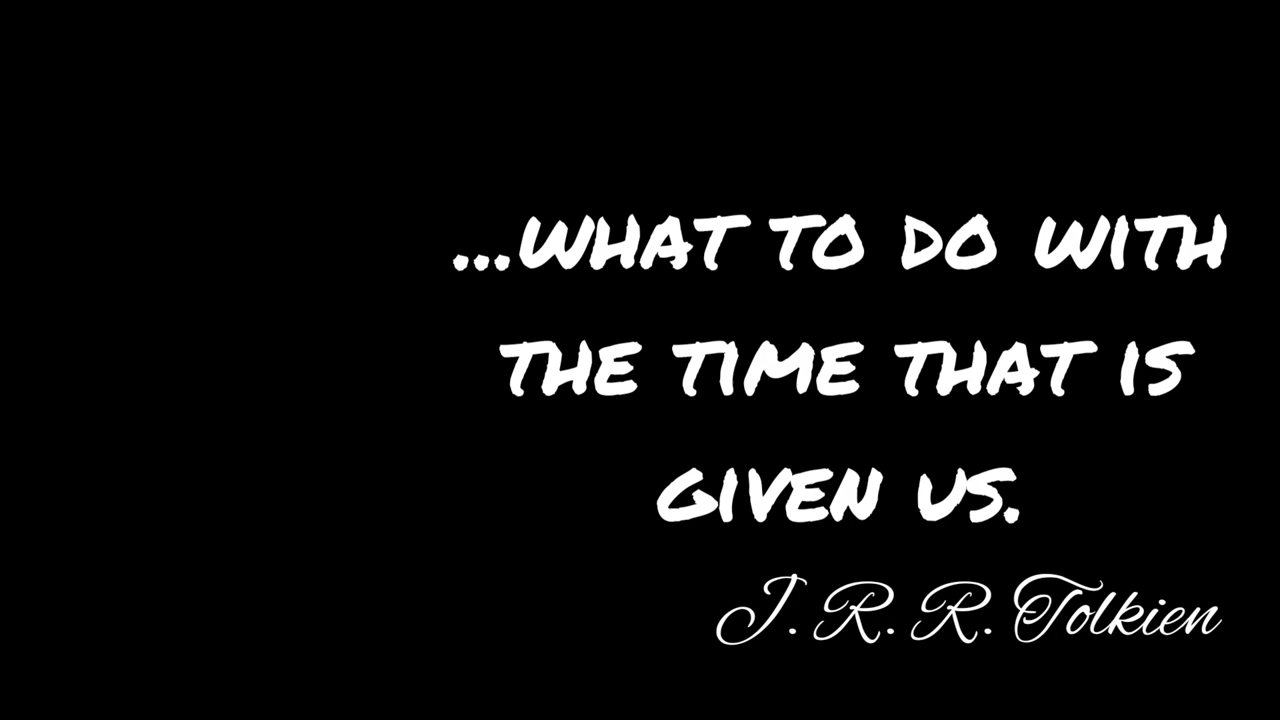 ...WHAT TO DO WITH
THE TIME THAT IS
GIVEN US.
J. R. R. Tolkien